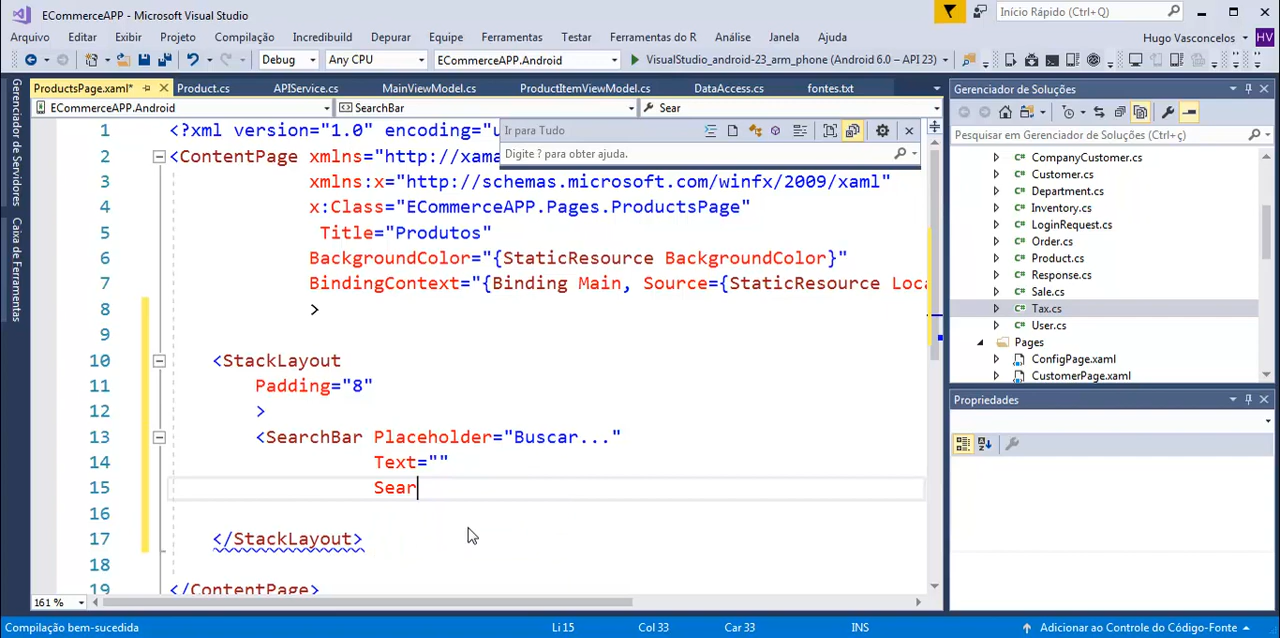 ECommerceAPP - Microsoft Visual Studio
Início Rápido (Ctrl+Q)
Arquivo Editar Exibir Projeto Compilação Incredibuild Depurar Equipe Ferramentas Testar Ferramentas do R Análise Janela Ajuda
Hugo Vasconcelos HV
Debug Any CPU ECommerceAPP.Android VisualStudio_android-23_arm_phone (Android 6.0 – API 23)
ProductsPage.xaml* Product.cs APIService.cs MainViewModel.cs ProductItemViewModel.cs DataAccess.cs fontes.txt
ECommerceAPP.Android SearchBar Sear
Gerenciador de Servidores
Caixa de Ferramentas
Ir para Tudo
Digite ? para obter ajuda.
1 <?xml version="1.0" encoding="u
2 <ContentPage xmlns="http://xama
3 xmlns:x="http://schemas.microsoft.com/winfx/2009/xaml"
4 x:Class="ECommerceAPP.Pages.ProductsPage"
5 Title="Produtos"
6 BackgroundColor="{StaticResource BackgroundColor}"
7 BindingContext="{Binding Main, Source={StaticResource Loca
8 >
9
10 <StackLayout
11 Padding="8"
12 >
13 <SearchBar Placeholder="Buscar..."
14 Text=""
15 Sear
16
17 </StackLayout>
18
19 </ContentPage>
161 %
Gerenciador de Soluções
Pesquisar em Gerenciador de Soluções (Ctrl+ç)
CompanyCustomer.cs
Customer.cs
Department.cs
Inventory.cs
LoginRequest.cs
Order.cs
Product.cs
Response.cs
Sale.cs
Tax.cs
User.cs
Pages
ConfigPage.xaml
CustomerPage.xaml
Propriedades
Compilação bem-sucedida Li 15 Col 33 Car 33 INS Adicionar ao Controle do Código-Fonte